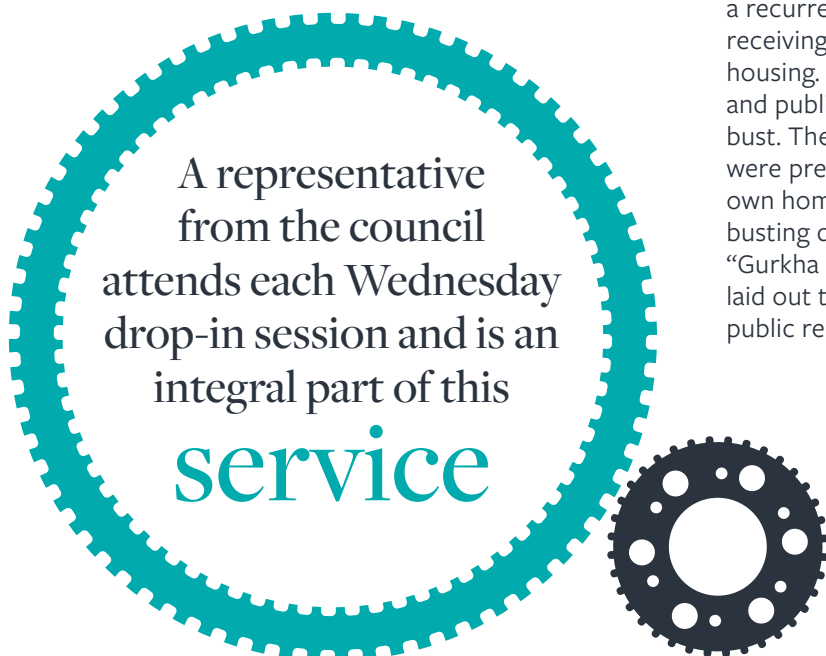 A representative
from the council
attends each Wednesday
drop-in session and is an
integral part of this
service
a recurre
receiving
housing.
and publ
bust. The
were pre
own hom
busting
“Gurkha
laid out t
public re